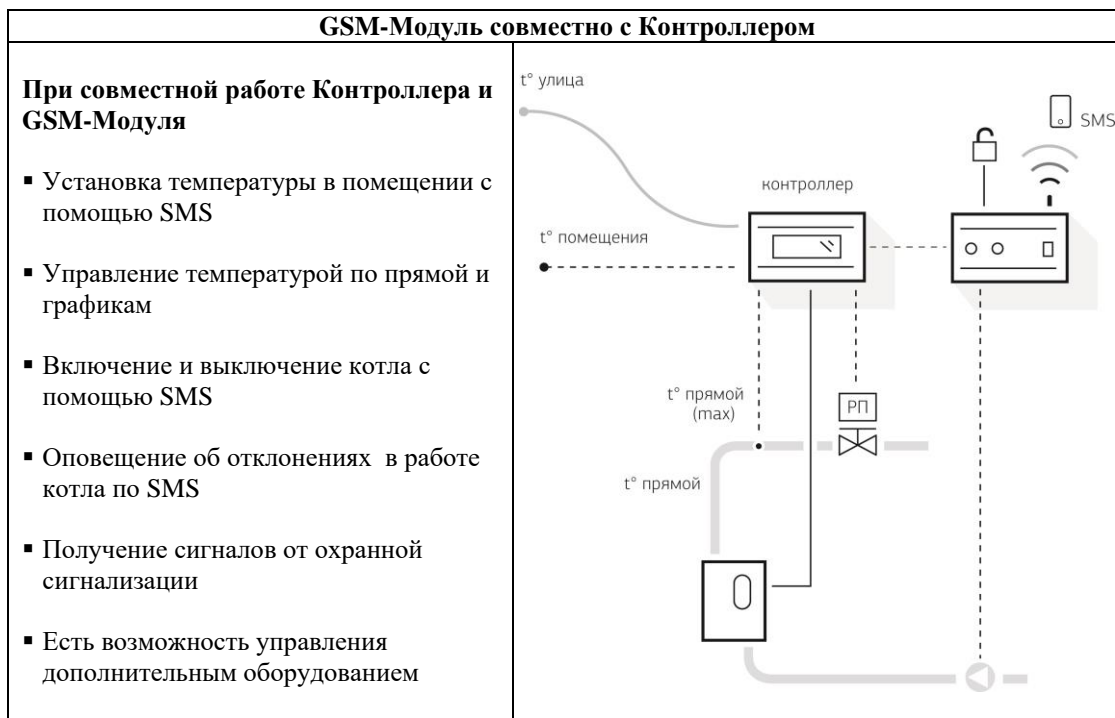 GSM-Модуль совместно с Контроллером
При совместной работе Контроллера и
GSM-Модуля
▪ Установка температуры в помещении с
помощью SMS
▪ Управление температурой по прямой и
графикам
▪ Включение и выключение котла с
помощью SMS
▪ Оповещение об отклонениях в работе
котла по SMS
▪ Получение сигналов от охранной
сигнализации
▪ Есть возможность управления
дополнительным оборудованием
t° улица
SMS
контроллер
t° помещения
t° прямой
(max)
РП
t° прямой